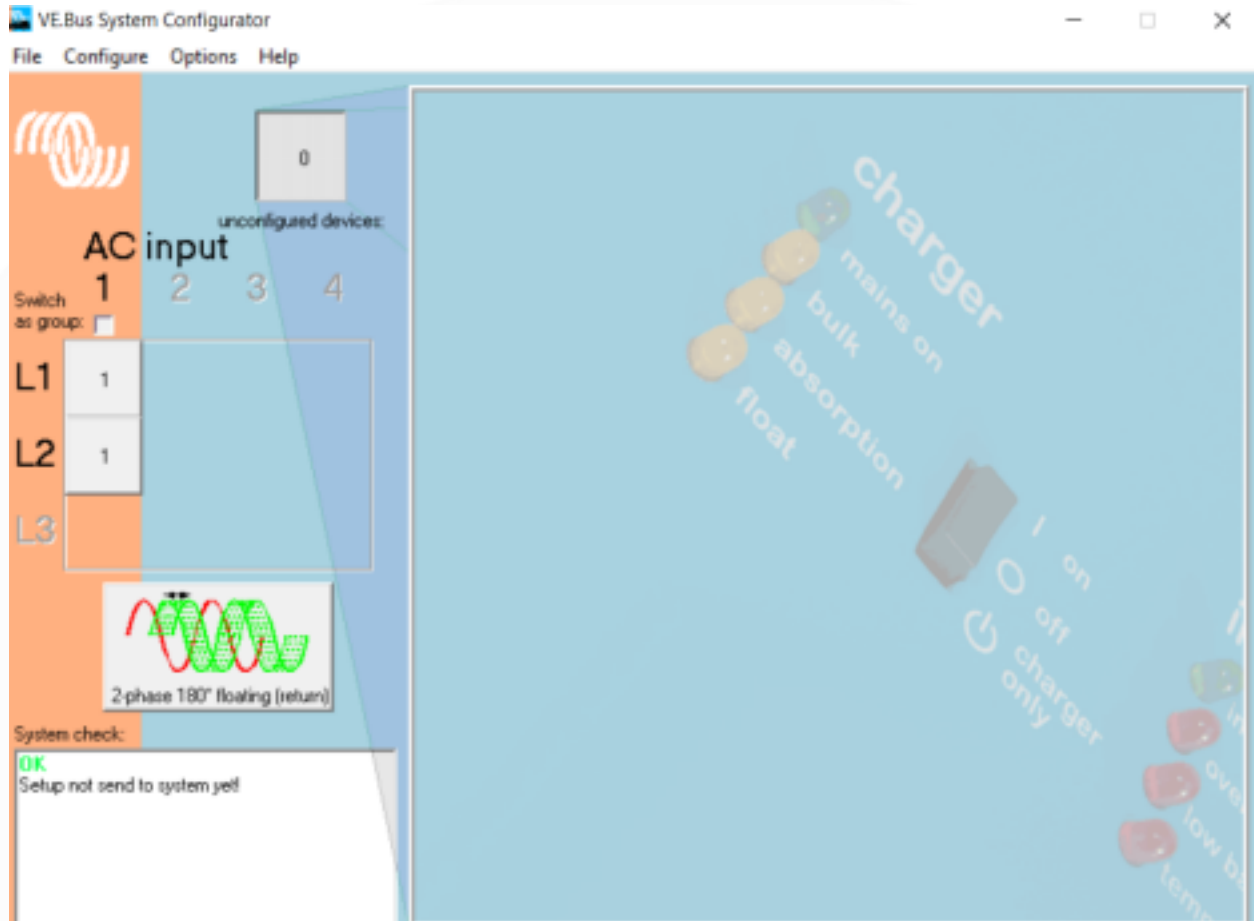 VE.Bus System Configurator
File Configure Options Help
0
unconfigured devices:
AC input
1 2 3 4
Switch
as group:
L1 1
L2 1
L3
2-phase 180° floating (return)
System check:
OK
Setup not send to system yet!
charger
mains on
bulk
absorption
float
I on
off
charger
only
low